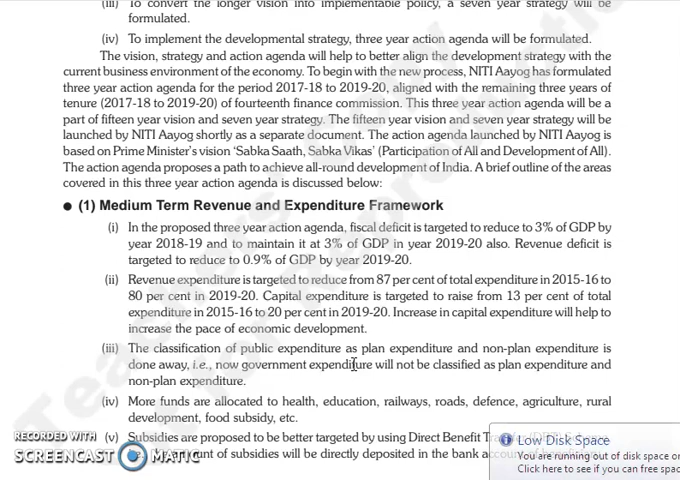 (iii) To convert the longer vision into implementable policy, a seven year strategy will be
formulated.
(iv) To implement the developmental strategy, three year action agenda will be formulated.
The vision, strategy and action agenda will help to better align the development strategy with the
current business environment of the economy. To begin with the new process, NITI Aayog has formulated
three year action agenda for the period 2017-18 to 2019-20, aligned with the remaining three years of
tenure (2017-18 to 2019-20) of fourteenth finance commission. This three year action agenda will be a
part of fifteen year vision and seven year strategy. The fifteen year vision and seven year strategy will be
launched by NITI Aayog shortly as a separate document. The action agenda launched by NITI Aayog is
based on Prime Minister's vision 'Sabka Saath, Sabka Vikas' (Participation of All and Development of All).
The action agenda proposes a path to achieve all-round development of India. A brief outline of the areas
covered in this three year action agenda is discussed below:
● (1) Medium Term Revenue and Expenditure Framework
(i) In the proposed three year action agenda, fiscal deficit is targeted to reduce to 3% of GDP by
year 2018-19 and to maintain it at 3% of GDP in year 2019-20 also. Revenue deficit is
targeted to reduce to 0.9% of GDP by year 2019-20.
(ii) Revenue expenditure is targeted to reduce from 87 per cent of total expenditure in 2015-16 to
80 per cent in 2019-20. Capital expenditure is targeted to raise from 13 per cent of total
expenditure in 2015-16 to 20 per cent in 2019-20. Increase in capital expenditure will help to
increase the pace of economic development.
(iii) The classification of public expenditure as plan expenditure and non-plan expenditure is
done away, i.e., now government expenditure will not be classified as plan expenditure and
non-plan expenditure.
(iv) More funds are allocated to health, education, railways, roads, defence, agriculture, rural
development, food subsidy, etc.
(v) Subsidies are proposed to be better targeted by using Direct Benefit
amount of subsidies will be directly deposited in the bank
RECORDED WITH
SCREENCAST MATIC
Low Disk Space
You are running out of disk space or
Click here to see if you can free spac